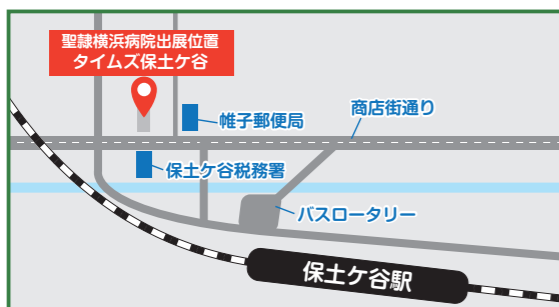 聖隷横浜病院出展位置
タイムズ保土ケ谷
帷子郵便局
商店街通り
保土ケ谷税務署
バスロータリー
保土ケ谷駅